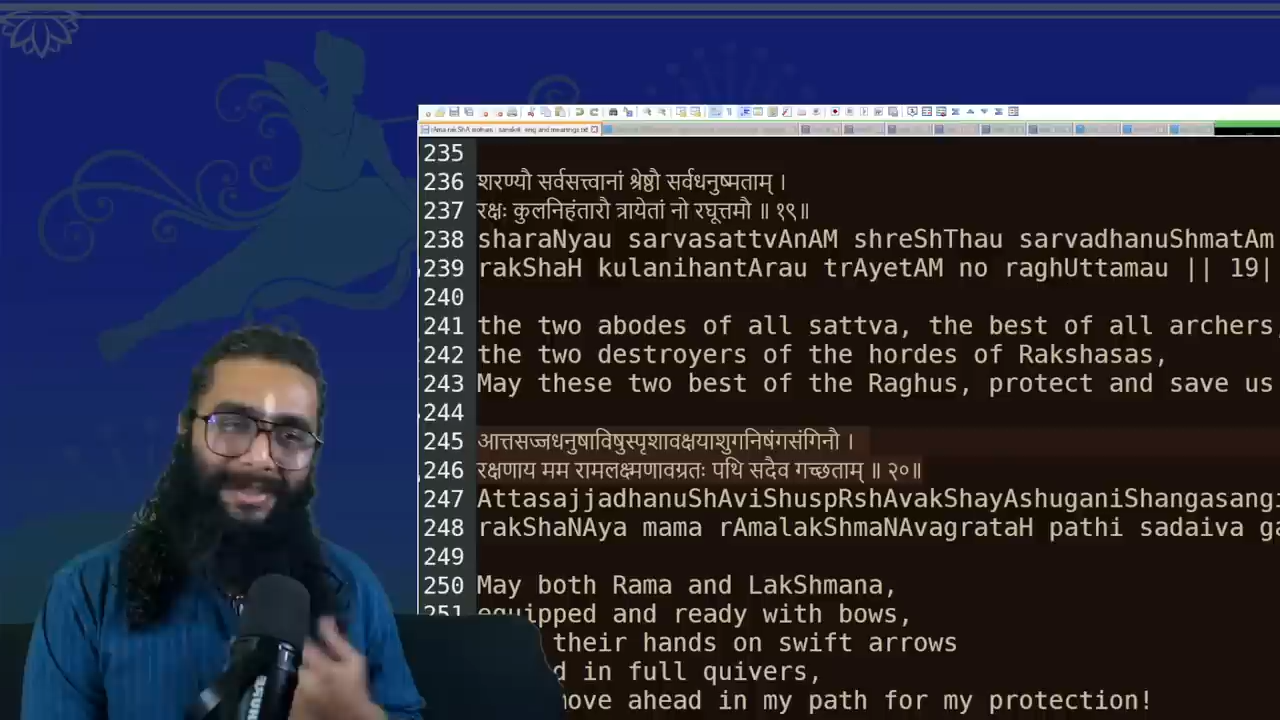 235
236 शरण्यौ सर्वसत्त्वानां श्रेष्ठौ सर्वधनुष्मताम् ।
237 रक्षः कुलनिहंतारौ त्रायेतां नो रघूत्तमौ ॥ १९॥
238 sharaNyau sarvasattvAnAM shreShThau sarvadhanuShmatAm
239 rakShaH kulanihantArau trAyetAM no raghUttamau || 19|
240
241 the two abodes of all sattva, the best of all archers,
242 the two destroyers of the hordes of Rakshasas,
243 May these two best of the Raghus, protect and save us
244
245 आत्तसज्जधनुषाविषुस्पृशावक्षयाशुगनिषंगसंगिनौ ।
246 रक्षणाय मम रामलक्ष्मणावग्रतः पथि सदैव गच्छताम् ॥ २०॥
247 AttasajjadhanuShAviShuspRshAvakShayAshuganiShangasangi
248 rakShaNAya mama rAmalakShmaNAvagrataH pathi sadaiva ga
249
250 May both Rama and LakShmana,
251 equipped and ready with bows,
their hands on swift arrows
d in full quivers,
ove ahead in my path for my protection!